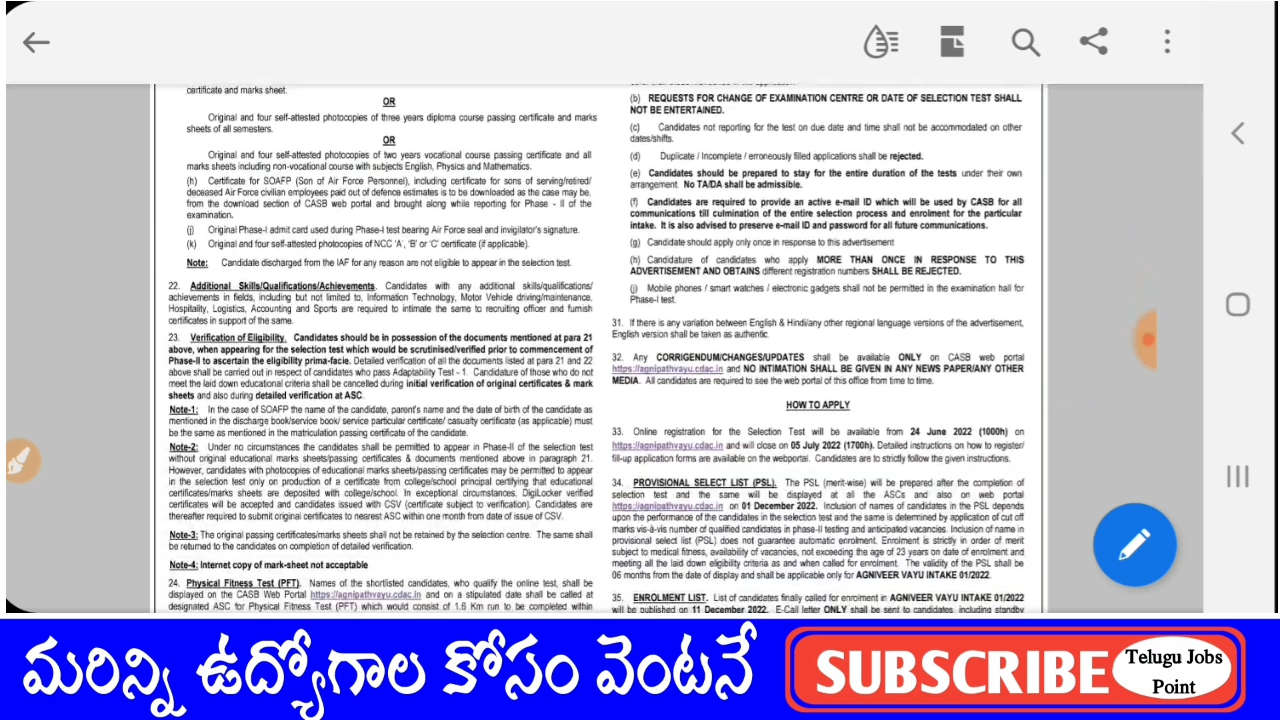 certificate and marks sheet.
OR
Original and four self-attested photocopies of three years diploma course passing certificate and marks
sheets of all semesters.
OR
Original and four self-attested photocopies of two years vocational course passing certificate and all
marks sheets including non-vocational course with subjects English, Physics and Mathematics.
(h) Certificate for SOAFP (Son of Air Force Personnel), including certificate for sons of serving/retired/
deceased Air Force civilian employees paid out of defence estimates is to be downloaded as the case may be,
from the download section of CASB web portal and brought along while reporting for Phase - II of the
examination.
(j) Original Phase-I admit card used during Phase-I test bearing Air Force seal and invigilator's signature.
(k) Original and four self-attested photocopies of NCC 'A', 'B' or 'C' certificate (if applicable).
Note: Candidate discharged from the IAF for any reason are not eligible to appear in the selection test.
22. Additional Skills/Qualifications/Achievements. Candidates with any additional skills/qualifications/
achievements in fields, including but not limited to, Information Technology, Motor Vehicle driving/maintenance,
Hospitality, Logistics, Accounting and Sports are required to intimate the same to recruiting officer and furnish
certificates in support of the same.
23. Verification of Eligibility. Candidates should be in possession of the documents mentioned at para 21
above, when appearing for the selection test which would be scrutinised/verified prior to commencement of
Phase-II to ascertain the eligibility prima-facie. Detailed verification of all the documents listed at para 21 and 22
above shall be carried out in respect of candidates who pass Adaptability Test - 1. Candidature of those who do not
meet the laid down educational criteria shall be cancelled during initial verification of original certificates & mark
sheets and also during detailed verification at ASC.
Note-1: In the case of SOAFP the name of the candidate, parent's name and the date of birth of the candidate as
mentioned in the discharge book/service book/ service particular certificate/ casualty certificate (as applicable) must
be the same as mentioned in the matriculation passing certificate of the candidate.
Note-2: Under no circumstances the candidates shall be permitted to appear in Phase-II of the selection test
without original educational marks sheets/passing certificates & documents mentioned above in paragraph 21.
However, candidates with photocopies of educational marks sheets/passing certificates may be permitted to appear
in the selection test only on production of a certificate from college/school principal certifying that educational
certificates/marks sheets are deposited with college/school. In exceptional circumstances, DigiLocker verified
certificates will be accepted and candidates issued with CSV (certificate subject to verification). Candidates are
thereafter required to submit original certificates to nearest ASC within one month from date of issue of CSV.
Note-3: The original passing certificates/marks sheets shall not be retained by the selection centre. The same shall
be returned to the candidates on completion of detailed verification.
Note-4: Internet copy of mark-sheet not acceptable
24. Physical Fitness Test (PFT). Names of the shortlisted candidates, who qualify the online test, shall be
displayed on the CASB Web Portal https://agnipathvayu.cdac.in and on a stipulated date shall be called at
designated ASC for Physical Fitness Test (PFT) which would consist of 1.6 Km run to be completed within
(b) REQUESTS FOR CHANGE OF EXAMINATION CENTRE OR DATE OF SELECTION TEST SHALL
NOT BE ENTERTAINED.
(c) Candidates not reporting for the test on due date and time shall not be accommodated on other
dates/shifts.
(d) Duplicate / Incomplete / erroneously filled applications shall be rejected.
(e) Candidates should be prepared to stay for the entire duration of the tests under their own
arrangement. No TA/DA shall be admissible.
(f) Candidates are required to provide an active e-mail ID which will be used by CASB for all
communications till culmination of the entire selection process and enrolment for the particular
intake. It is also advised to preserve e-mail ID and password for all future communications.
(g) Candidate should apply only once in response to this advertisement
(h) Candidature of candidates who apply MORE THAN ONCE IN RESPONSE TO THIS
ADVERTISEMENT AND OBTAINS different registration numbers SHALL BE REJECTED.
(j) Mobile phones / smart watches / electronic gadgets shall not be permitted in the examination hall for
Phase-I test.
31. If there is any variation between English & Hindi/any other regional language versions of the advertisement,
English version shall be taken as authentic.
32. Any CORRIGENDUM/CHANGES/UPDATES shall be available ONLY on CASB web portal
https://agnipathvayu.cdac.in and NO INTIMATION SHALL BE GIVEN IN ANY NEWS PAPER/ANY OTHER
MEDIA. All candidates are required to see the web portal of this office from time to time.
HOW TO APPLY
33. Online registration for the Selection Test will be available from 24 June 2022 (1000h) on
https://agnipathvayu.cdac.in and will close on 05 July 2022 (1700h). Detailed instructions on how to register/
fill-up application forms are available on the webportal. Candidates are to strictly follow the given instructions.
34. PROVISIONAL SELECT LIST (PSL). The PSL (merit-wise) will be prepared after the completion of
selection test and the same will be displayed at all the ASCs and also on web portal
https://agnipathvayu.cdac.in on 01 December 2022. Inclusion of names of candidates in the PSL depends
upon the performance of the candidates in the selection test and the same is determined by application of cut off
marks vis-à-vis number of qualified candidates in phase-II testing and anticipated vacancies. Inclusion of name in
provisional select list (PSL) does not guarantee automatic enrolment. Enrolment is strictly in order of merit
subject to medical fitness, availability of vacancies, not exceeding the age of 23 years on date of enrolment and
meeting all the laid down eligibility criteria as and when called for enrolment. The validity of the PSL shall be
06 months from the date of display and shall be applicable only for AGNIVEER VAYU INTAKE 01/2022.
35. ENROLMENT LIST. List of candidates finally called for enrolment in AGNIVEER VAYU INTAKE 01/2022
will be published on 11 December 2022. E-Call letter ONLY shall be sent to candidates, including standby
మరిన్ని ఉద్యోగాల కోసం వెంటనే
SUBSCRIBE
Telugu Jobs
Point